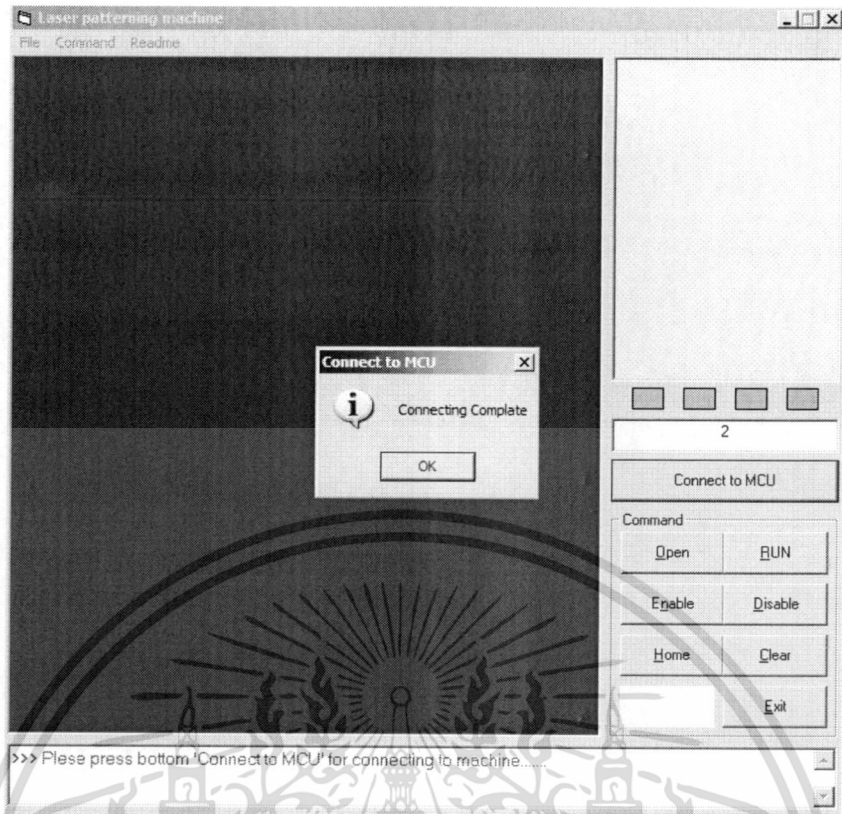 Laser patterning machine
File Command Readme
Connect to MCU
Connecting Complate
OK
2
Connect to MCU
Command
Open RUN
Enable Disable
Home Clear
Exit
>>> Plese press bottom 'Connect to MCU' for connecting to machine.......